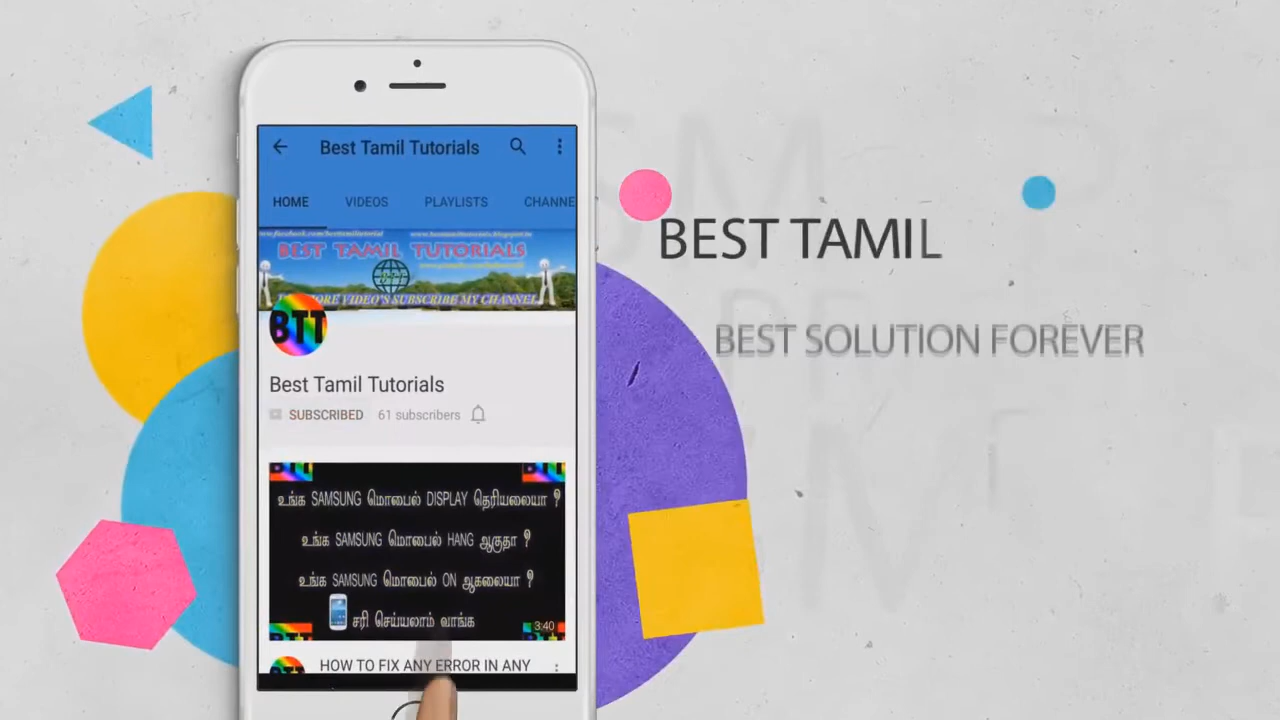 Best Tamil Tutorials
HOME VIDEOS PLAYLISTS CHANNE
BEST TAMIL TUTORIALS
MORE VIDEO'S SUBSCRIBE MY CHANNEL
BTT
Best Tamil Tutorials
SUBSCRIBED 61 subscribers
உங்க SAMSUNG மொபைல் DISPLAY தெரியலையா ?
உங்க SAMSUNG மொபைல் HANG ஆகுதா ?
உங்க SAMSUNG மொபைல் ON ஆகலையா ?
சரி செய்யலாம் வாங்க
3:40
HOW TO FIX ANY ERROR IN ANY
BEST TAMIL
BEST SOLUTION FOREVER